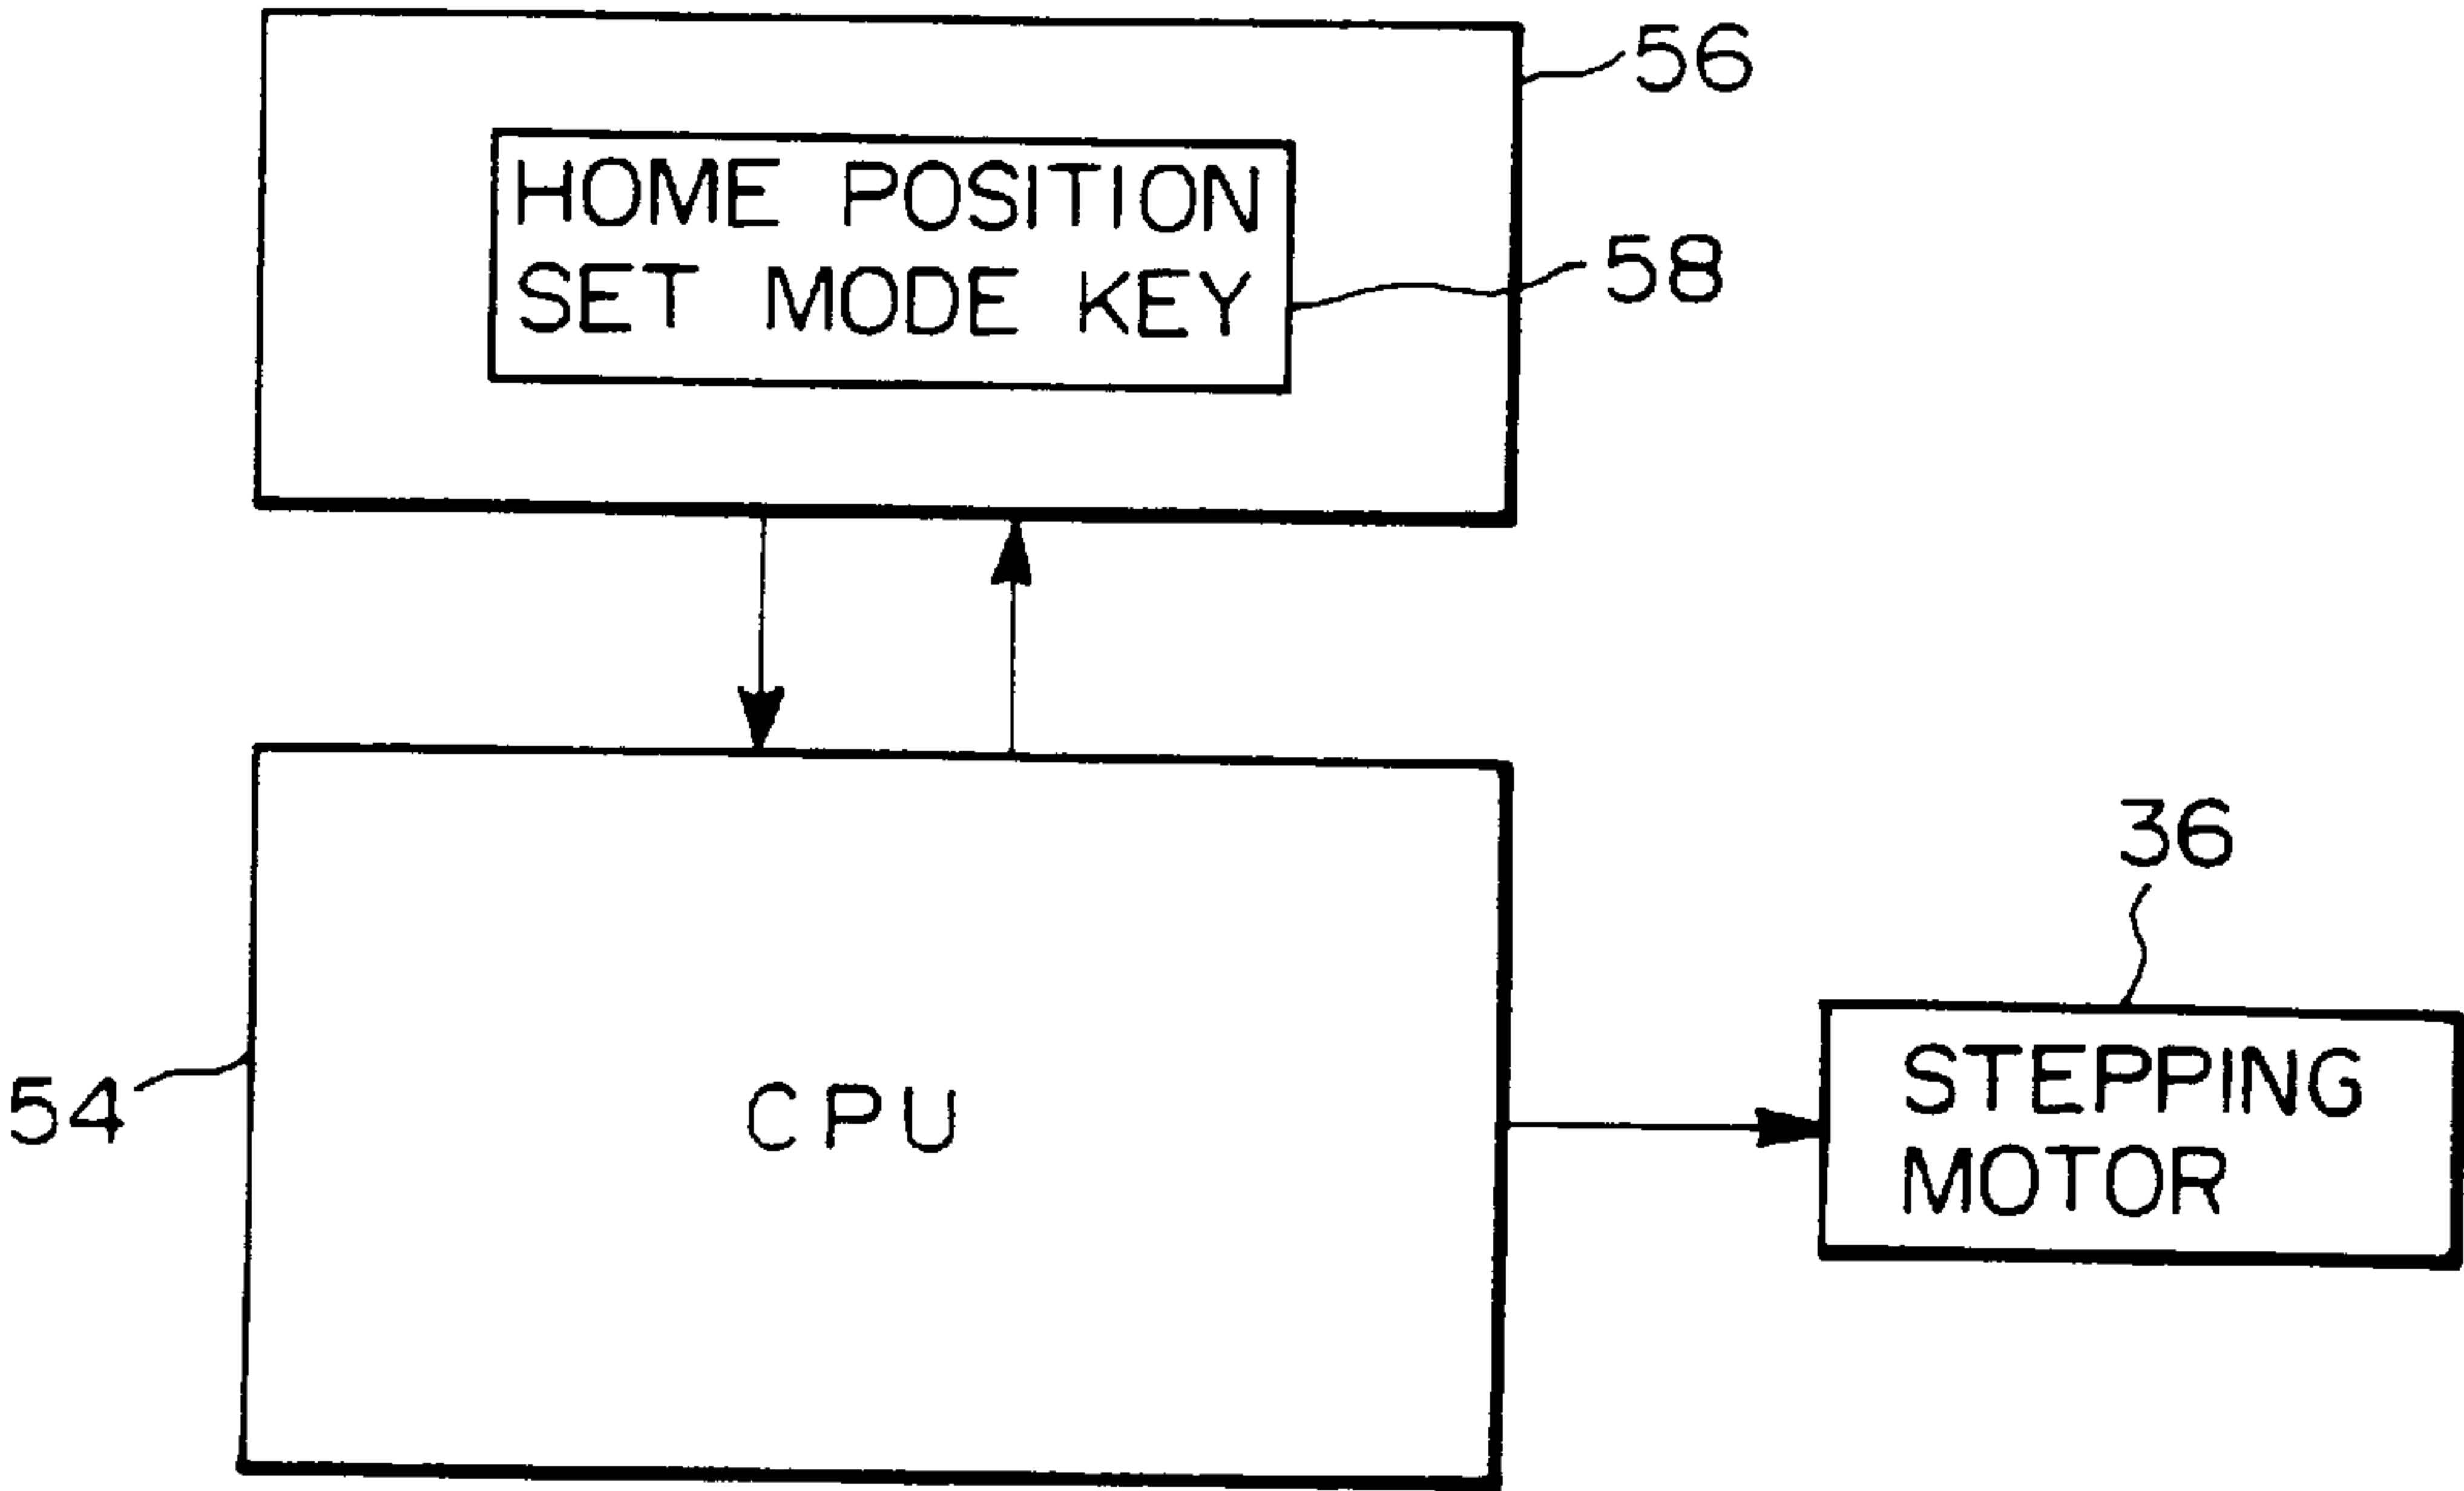 56
HOME POSITION
SET MODE KEY
58
36
STEPPING
MOTOR
54
CPU